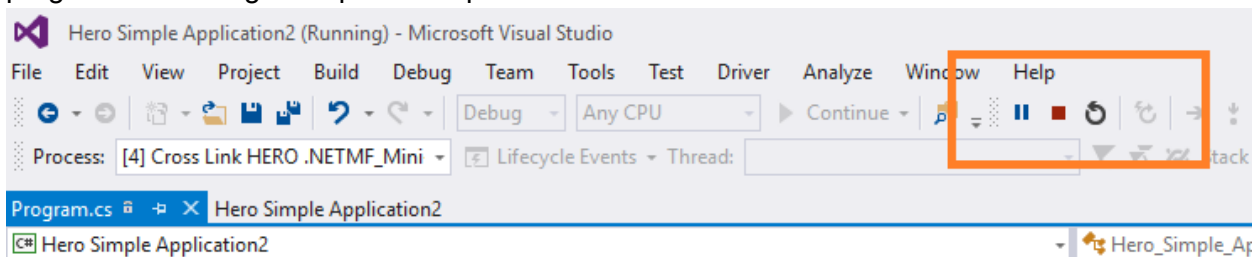 Hero Simple Application2 (Running) - Microsoft Visual Studio
File Edit View Project Build Debug Team Tools Test Driver Analyze Window Help
Debug Any CPU Continue
Process: [4] Cross Link HERO .NETMF_Mini Lifecycle Events Thread: Stack
Program.cs Hero Simple Application2
C# Hero Simple Application2 Hero_Simple_Ap